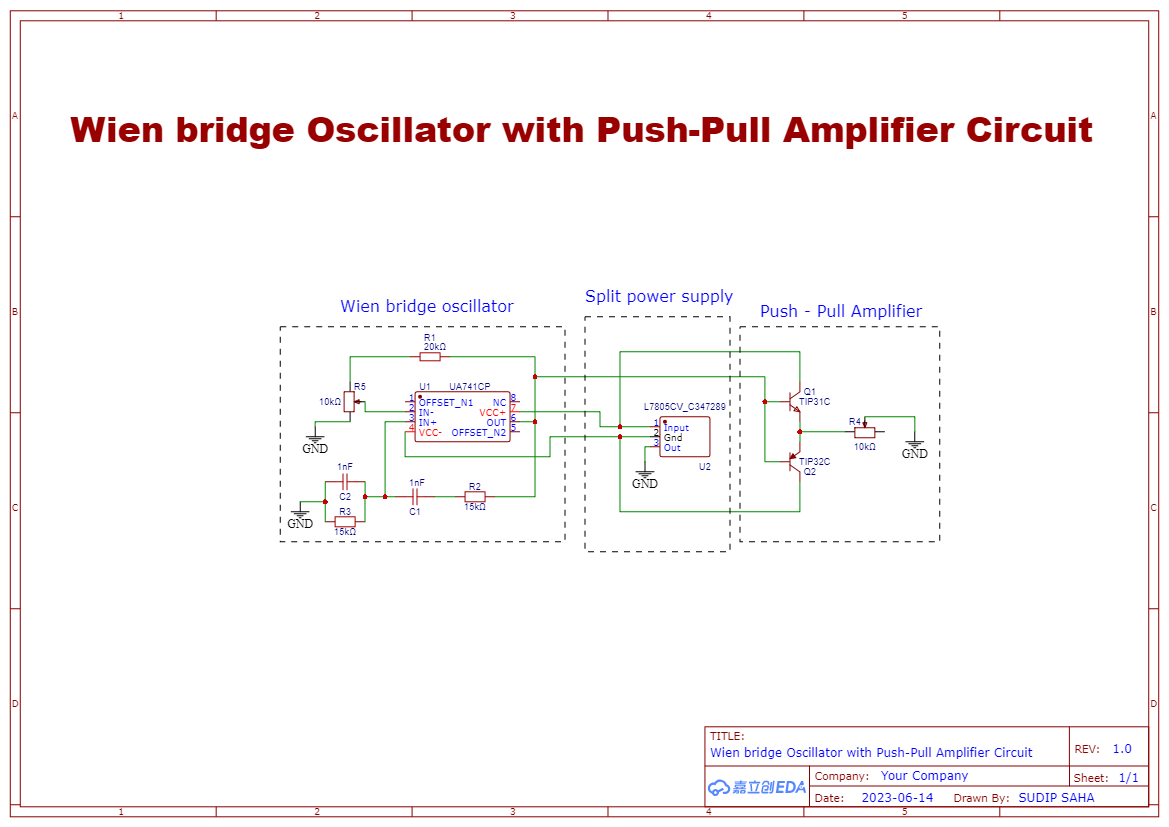 1 2 3 4 5
A A
Wien bridge Oscillator with Push-Pull Amplifier Circuit
B B
Wien bridge oscillator
Split power supply
Push - Pull Amplifier
R1
20kΩ
R5
10kΩ
GND
U1 UA741CP
1 OFFSET_N1 NC 8
2 IN- VCC+ 7
3 IN+ OUT 6
4 VCC- OFFSET_N2 5
1nF
C2
R3
15kΩ
GND
1nF
C1
R2
15kΩ
L7805CV_C347289
1 Input
2 Gnd
3 Out
U2
GND
Q1
TIP31C
TIP32C
Q2
R4
10kΩ
GND
C C
D D
TITLE:
Wien bridge Oscillator with Push-Pull Amplifier Circuit
REV: 1.0
嘉立创EDA
Company: Your Company
Sheet: 1/1
Date: 2023-06-14 Drawn By: SUDIP SAHA
1 2 3 4 5